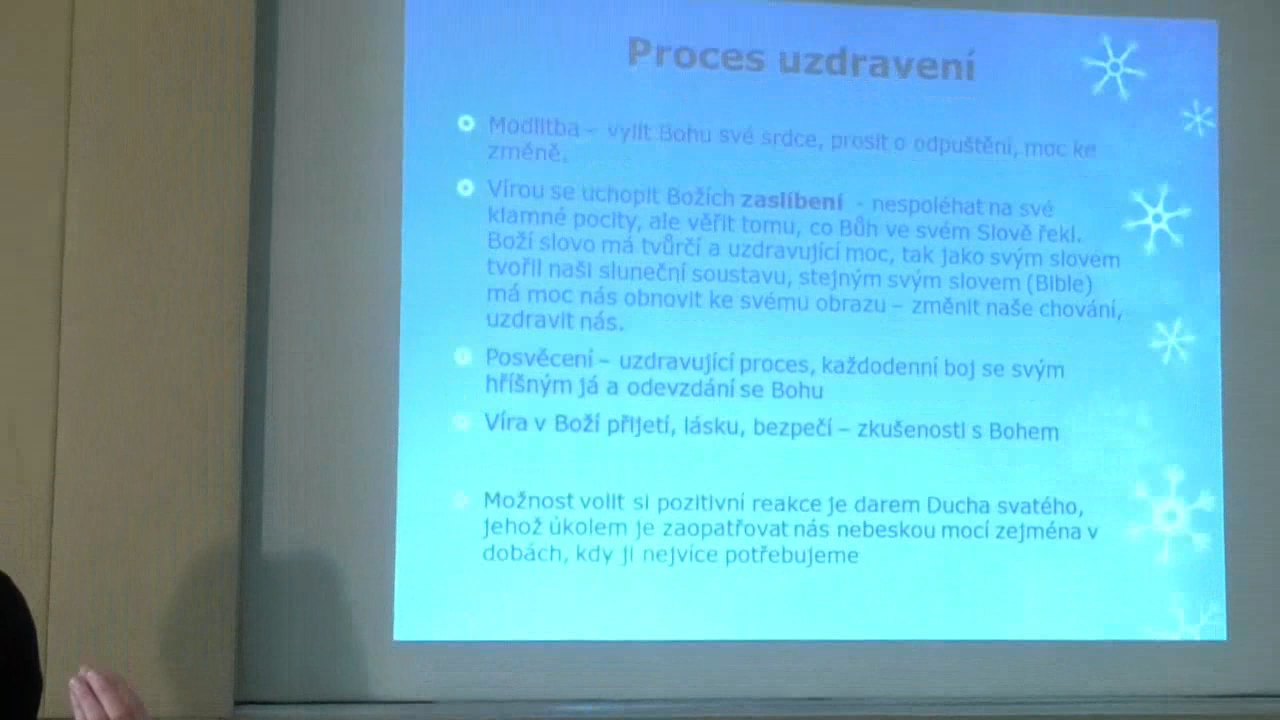 Proces uzdravení
Modlitba – vylít Bohu své srdce, prosit o odpuštění, moc ke
změně.
Vírou se uchopit Božích zaslíbení - nespoléhat na své
klamné pocity, ale věřit tomu, co Bůh ve svém Slově řekl.
Boží slovo má tvůrčí a uzdravující moc, tak jako svým slovem
tvořil naši sluneční soustavu, stejným svým slovem (Bible)
má moc nás obnovit ke svému obrazu – změnit naše chování,
uzdravit nás.
Posvěcení – uzdravující proces, každodenní boj se svým
hříšným já a odevzdání se Bohu
Víra v Boží přijetí, lásku, bezpečí – zkušenosti s Bohem
Možnost volit si pozitivní reakce je darem Ducha svatého,
jehož úkolem je zaopatřovat nás nebeskou mocí zejména v
dobách, kdy ji nejvíce potřebujeme